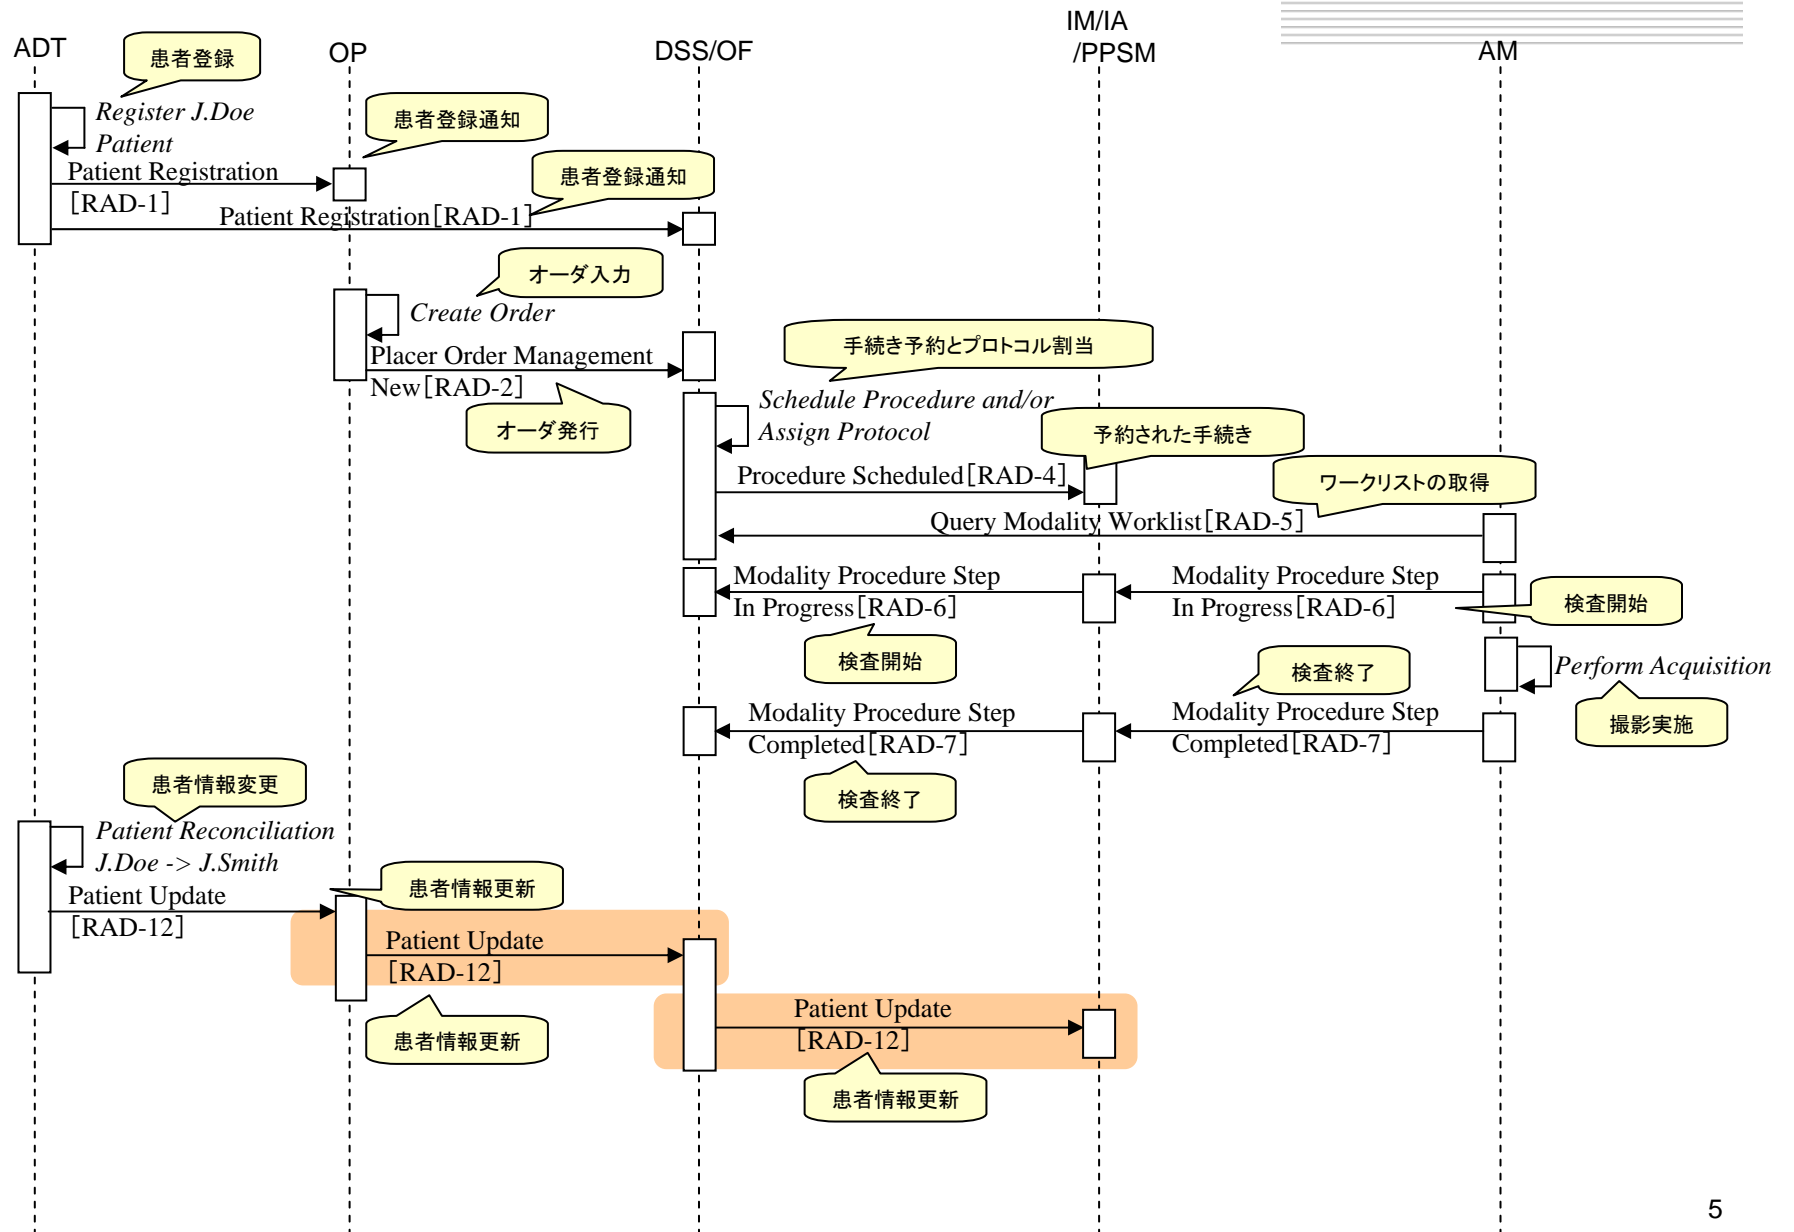 IM/IA
ADT
OP
DSS/OF
/PPSM
AM
患者登録
Register J.Doe
Patient
患者登録通知
Patient Registration
［RAD-1］
患者登録通知
Patient Registration［RAD-1］
オーダ入力
Create Order
Placer Order Management
New［RAD-2］
オーダ発行
手続き予約とプロトコル割当
Schedule Procedure and/or
Assign Protocol
予約された手続き
Procedure Scheduled［RAD-4］
ワークリストの取得
Query Modality Worklist［RAD-5］
Modality Procedure Step
In Progress［RAD-6］
検査開始
Modality Procedure Step
In Progress［RAD-6］
検査開始
Perform Acquisition
撮影実施
検査終了
Modality Procedure Step
Completed［RAD-7］
Modality Procedure Step
Completed［RAD-7］
検査終了
患者情報変更
Patient Reconciliation
J.Doe -> J.Smith
Patient Update
［RAD-12］
患者情報更新
Patient Update
［RAD-12］
患者情報更新
Patient Update
［RAD-12］
患者情報更新
5